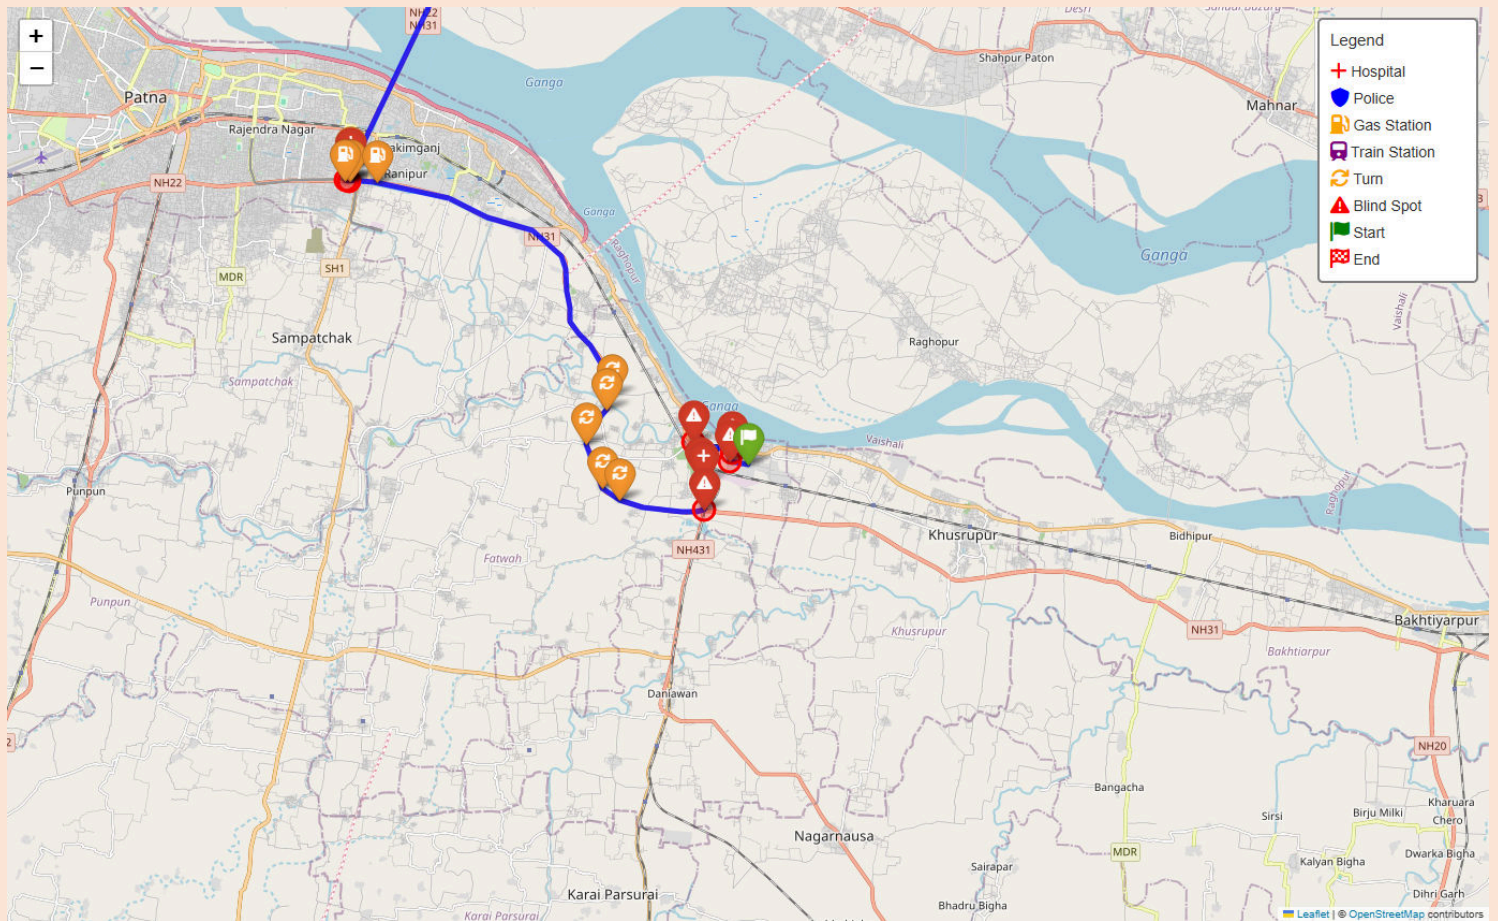 +
−
NH22
NH31
Desri
Ganga
Shahpur Paton
Patna
Mahnar
Rajendra Nagar
akimganj
Ranipur
NH22
Ganga
NH31
Raghopur
Ganga
SH1
MDR
Vaishali
Sampatchak
Raghopur
Sampatchak
Ganga
Vaishali
Raghopur
Punpun
Khusrupur
Bidhipur
NH431
Fatwah
Punpun
Khusrupur
NH31
Bakhtiyarpur
Bakhtiarpur
Daniawan
2
NH20
Bangacha
Kharuara
Chero
Sirsi
Birju Milki
Nagarnausa
MDR
Dwarka Bigha
Kalyan Bigha
Sairapar
Karai Parsurai
Dihri Garh
Bhadru Bigha
Karai Parsurai
Legend
Hospital
Police
Gas Station
Train Station
Turn
Blind Spot
Start
End
Leaflet | © OpenStreetMap contributors